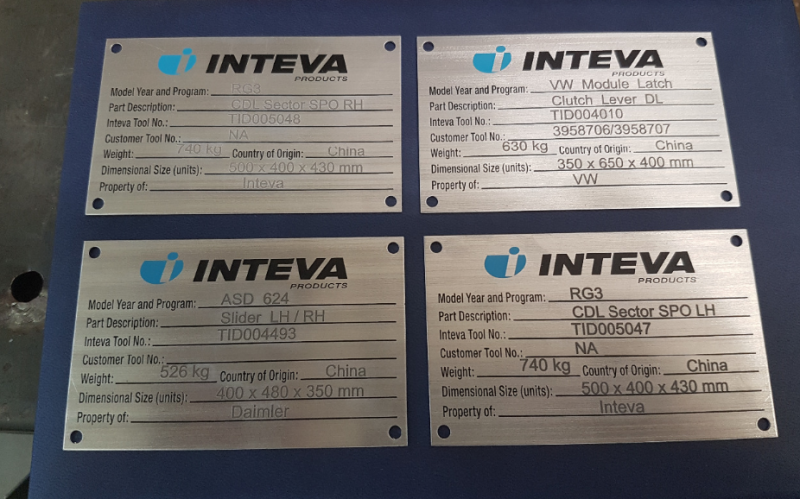 INTEVA
PRODUCTS
Model Year and Program: RG3
Part Description: CDL Sector SPO RH
Inteva Tool No.: TID005048
Customer Tool No.: NA
Weight: 740 kg Country of Origin: China
Dimensional Size (units): 500 x 400 x 430 mm
Property of: Inteva
INTEVA
PRODUCTS
Model Year and Program: VW Module Latch
Part Description: Clutch Lever DL
Inteva Tool No.: TID004010
Customer Tool No.: 3958706/3958707
Weight: 630 kg Country of Origin: China
Dimensional Size (units): 350 x 650 x 400 mm
Property of: VW
INTEVA
PRODUCTS
Model Year and Program: ASD 624
Part Description: Slider LH / RH
Inteva Tool No.: TID004493
Customer Tool No.:
Weight: 526 kg Country of Origin: China
Dimensional Size (units): 400 x 480 x 350 mm
Property of: Daimler
INTEVA
PRODUCTS
Model Year and Program: RG3
Part Description: CDL Sector SPO LH
Inteva Tool No.: TID005047
Customer Tool No.: NA
Weight: 740 kg Country of Origin: China
Dimensional Size (units): 500 x 400 x 430 mm
Property of: Inteva